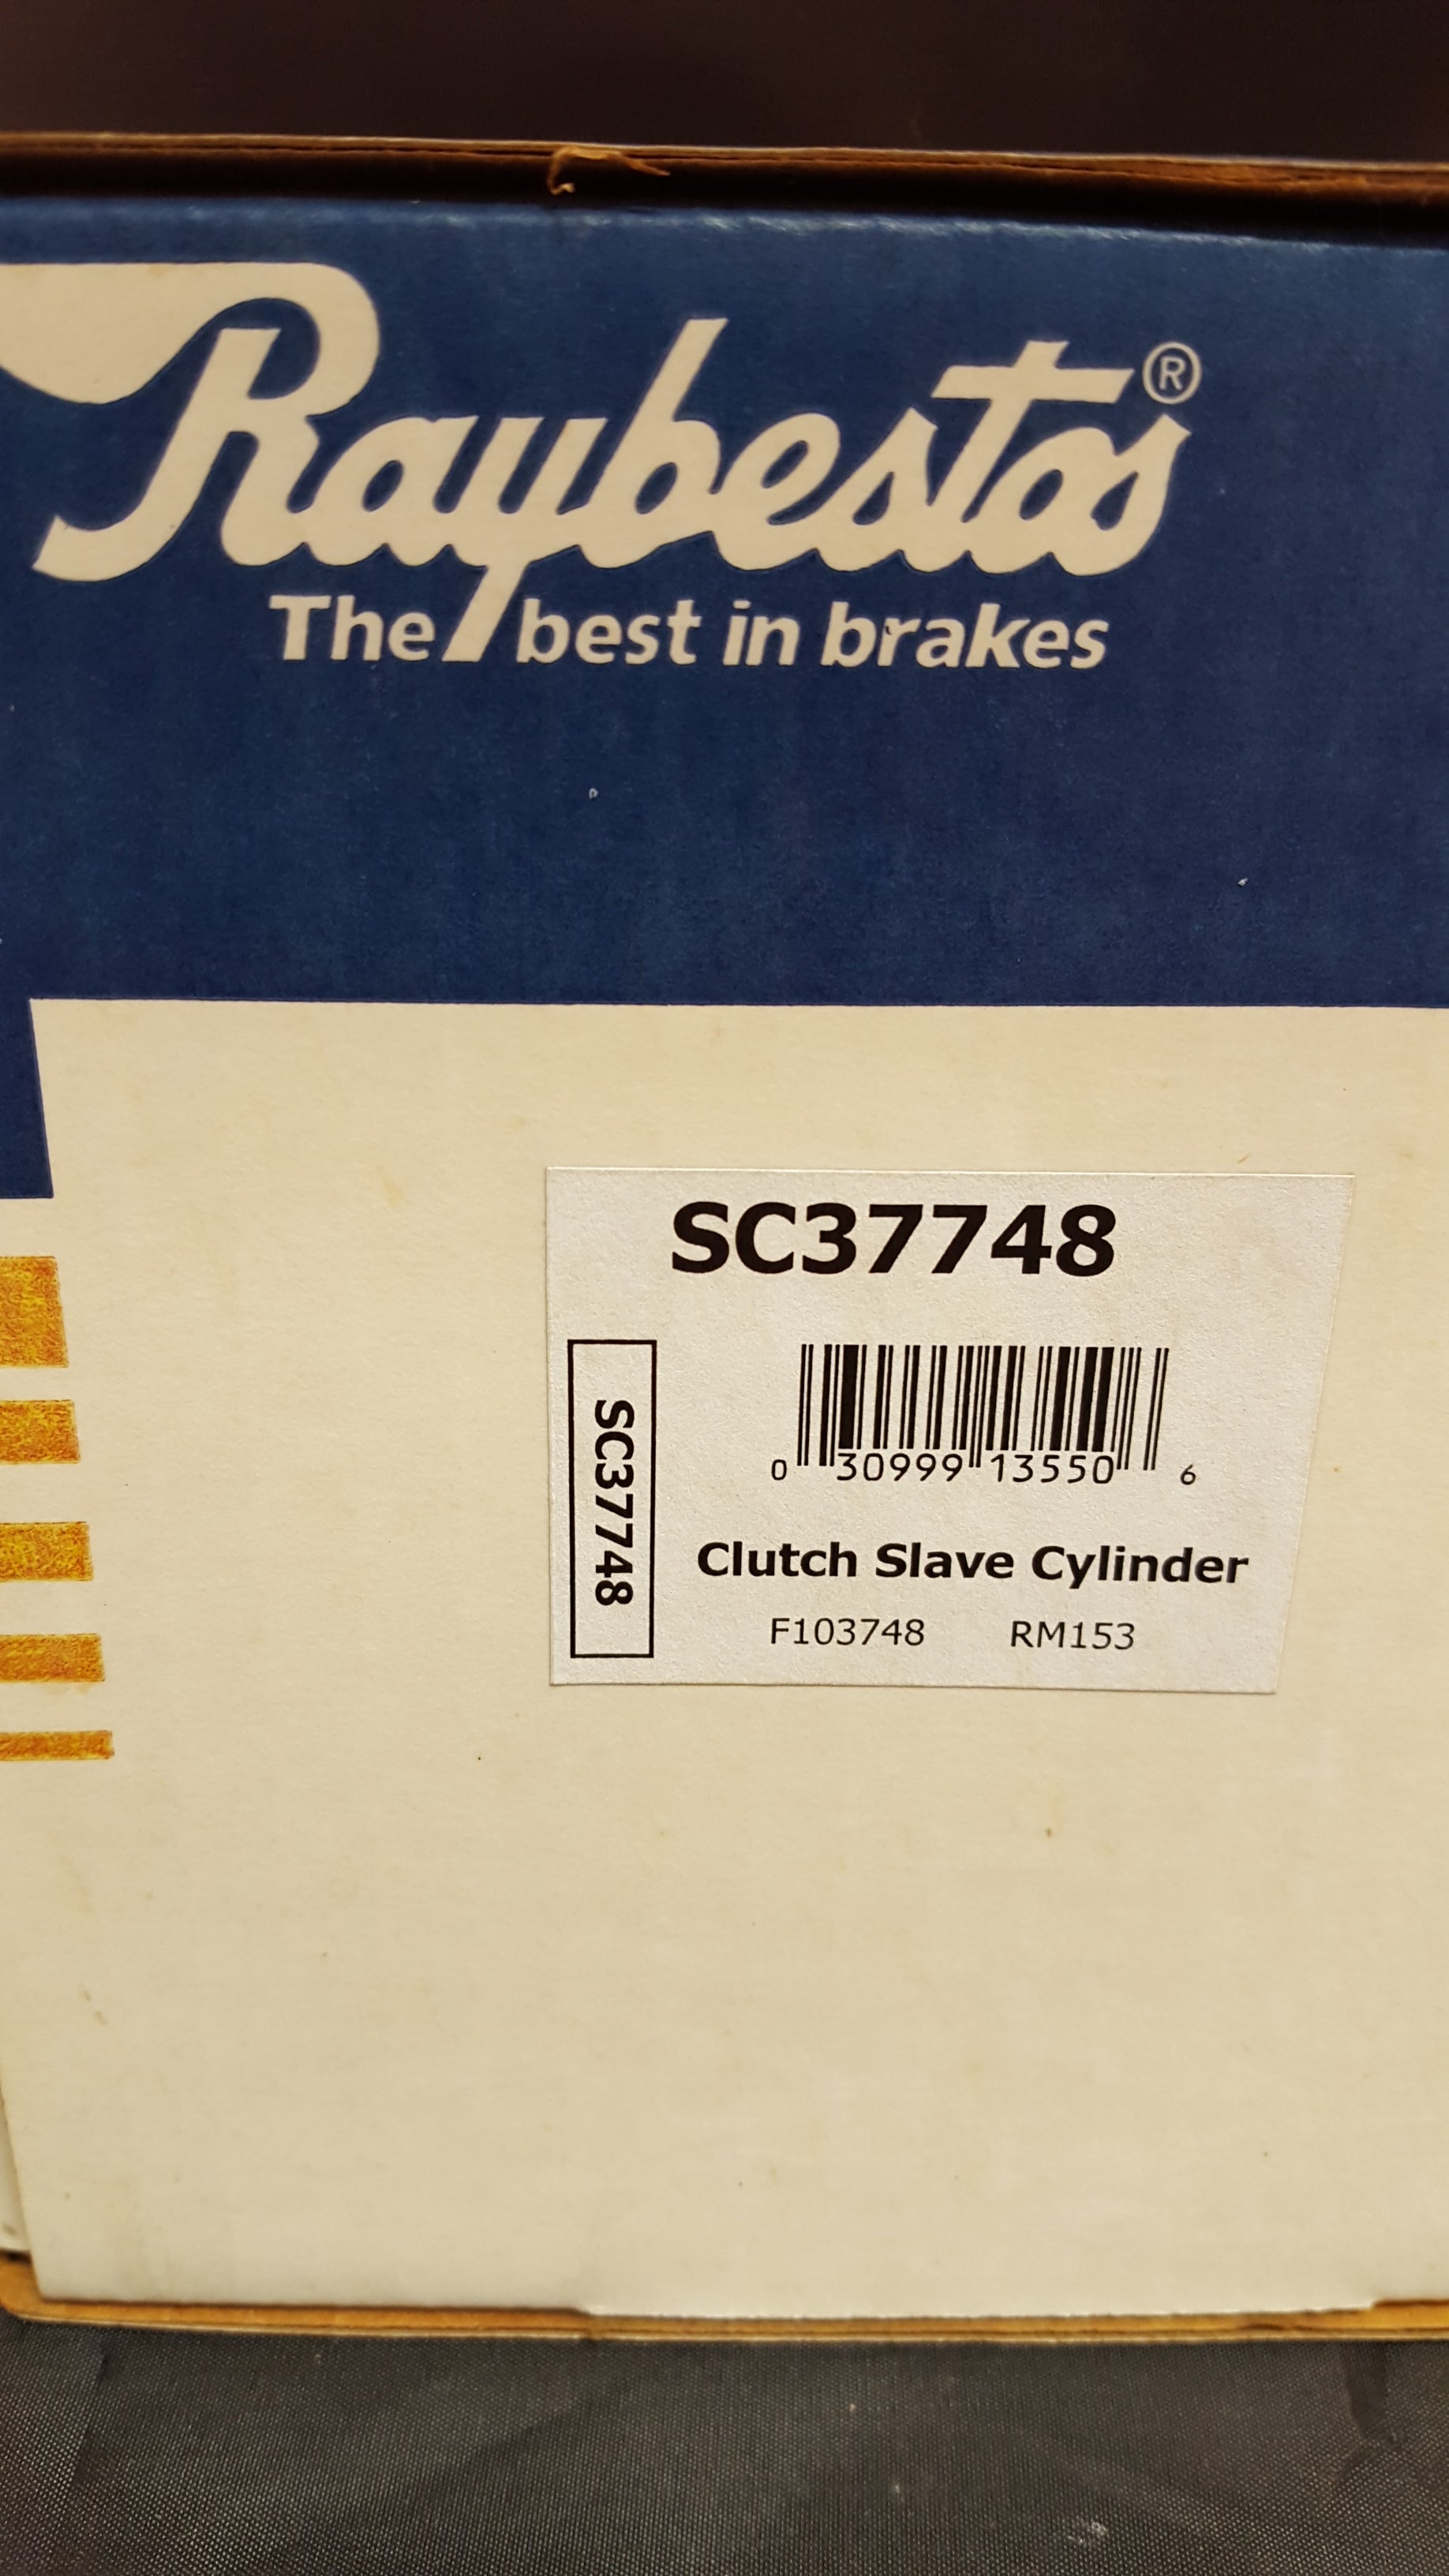 Raybestos®
The best in brakes
SC37748
SC37748
0 30999 13550 6
Clutch Slave Cylinder
F103748 RM153